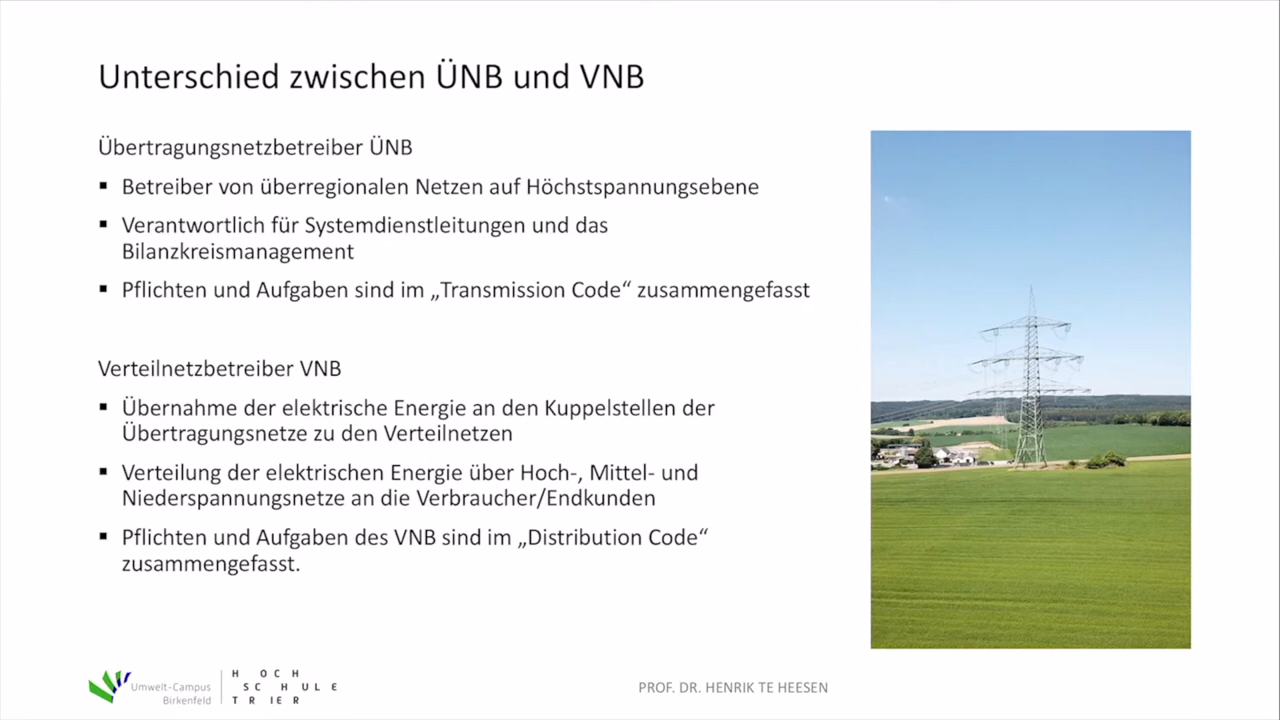 Unterschied zwischen ÜNB und VNB
Übertragungsnetzbetreiber ÜNB
▪ Betreiber von überregionalen Netzen auf Höchstspannungsebene
▪ Verantwortlich für Systemdienstleitungen und das
Bilanzkreismanagement
▪ Pflichten und Aufgaben sind im „Transmission Code“ zusammengefasst
Verteilnetzbetreiber VNB
▪ Übernahme der elektrische Energie an den Kuppelstellen der
Übertragungsnetze zu den Verteilnetzen
▪ Verteilung der elektrischen Energie über Hoch-, Mittel- und
Niederspannungsnetze an die Verbraucher/Endkunden
▪ Pflichten und Aufgaben des VNB sind im „Distribution Code“
zusammengefasst.
Umwelt-Campus
Birkenfeld
HOCH
SCHULE
TRIER
PROF. DR. HENRIK TE HEESEN